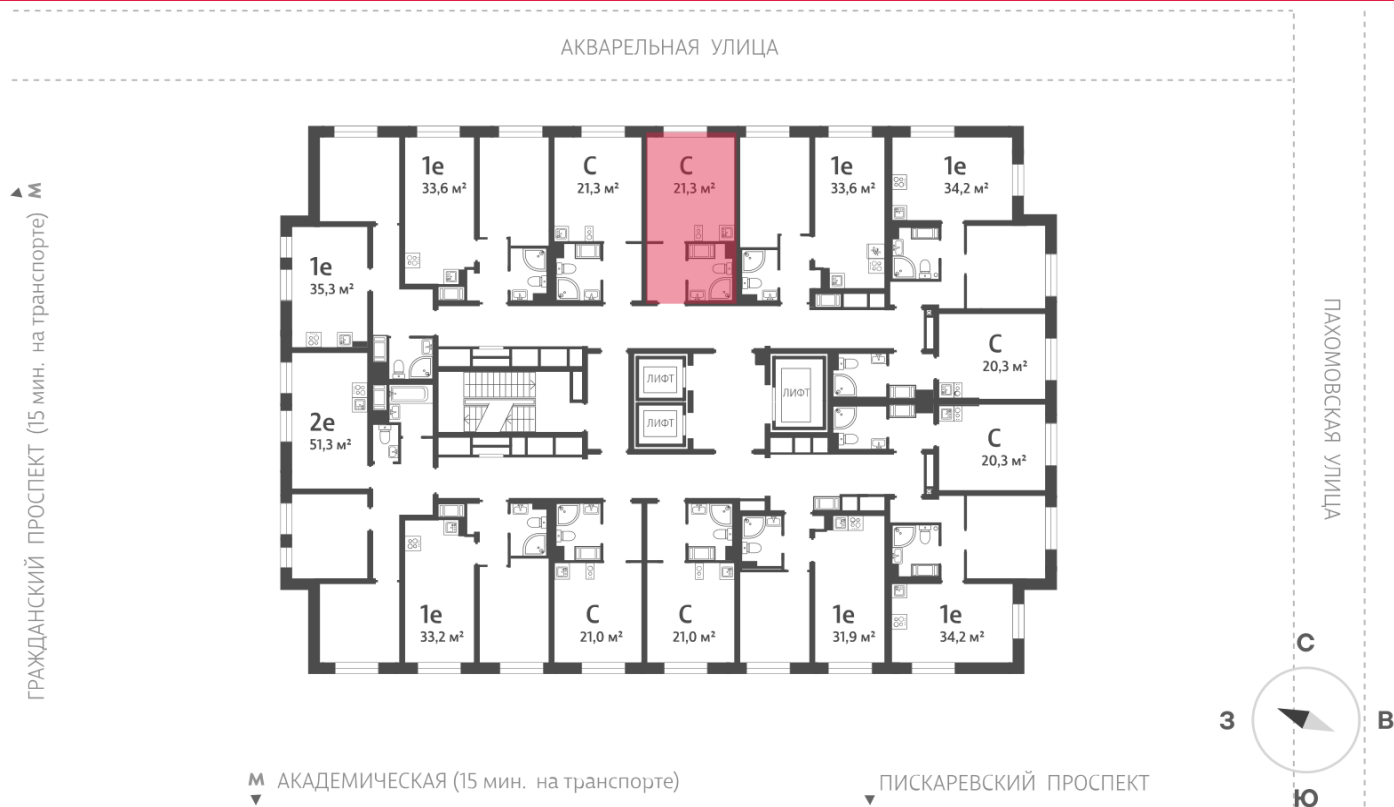 АКВАРЕЛЬНАЯ УЛИЦА
М
ГРАЖДАНСКИЙ ПРОСПЕКТ (15 мин. на транспорте)
ПАХОМОВСКАЯ УЛИЦА
1е
33,6 м²
С
21,3 м²
С
21,3 м²
1е
33,6 м²
1е
34,2 м²
1е
35,3 м²
С
20,3 м²
ЛИФТ
ЛИФТ
ЛИФТ
2е
51,3 м²
С
20,3 м²
1е
33,2 м²
С
21,0 м²
С
21,0 м²
1е
31,9 м²
1е
34,2 м²
С
З
В
Ю
М АКАДЕМИЧЕСКАЯ (15 мин. на транспорте)
ПИСКАРЕВСКИЙ ПРОСПЕКТ